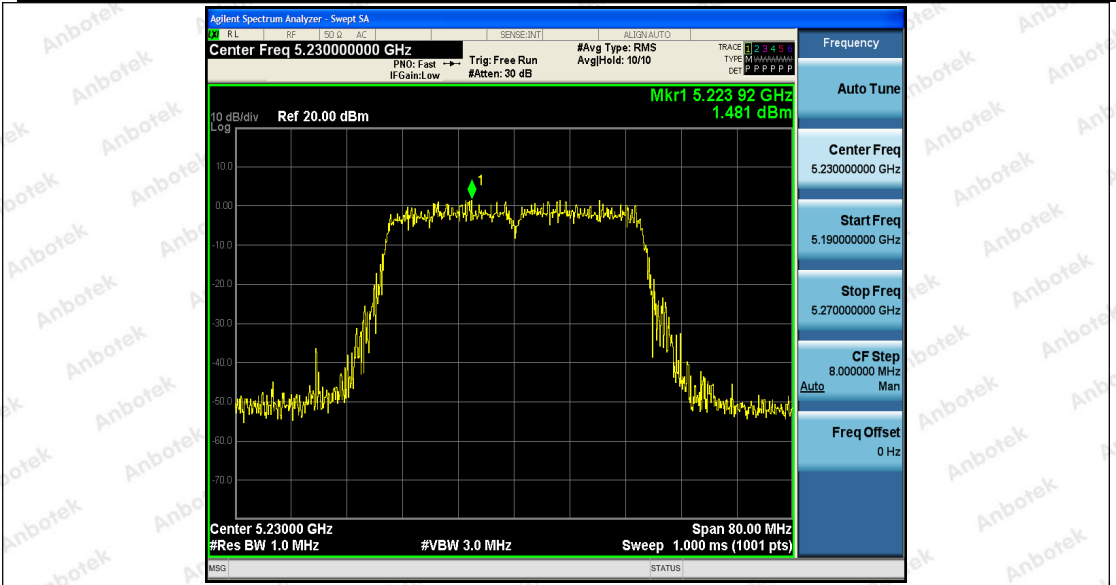 Agilent Spectrum Analyzer - Swept SA
RL RF 50 Ω AC SENSE:INT ALIGN AUTO
Center Freq 5.230000000 GHz
PNO: Fast
IFGain:Low
Trig: Free Run
#Atten: 30 dB
#Avg Type: RMS
Avg|Hold: 10/10
TRACE 1 2 3 4 5 6
TYPE M
DET P P P P P P
Mkr1 5.223 92 GHz
1.481 dBm
10 dB/div Ref 20.00 dBm
Log
1
10.0
0.00
-10.0
-20.0
-30.0
-40.0
-50.0
-60.0
-70.0
Center 5.23000 GHz Span 80.00 MHz
#Res BW 1.0 MHz #VBW 3.0 MHz Sweep 1.000 ms (1001 pts)
MSG STATUS
Frequency
Auto Tune
Center Freq
5.230000000 GHz
Start Freq
5.190000000 GHz
Stop Freq
5.270000000 GHz
CF Step
8.000000 MHz
Auto Man
Freq Offset
0 Hz
Anbotek